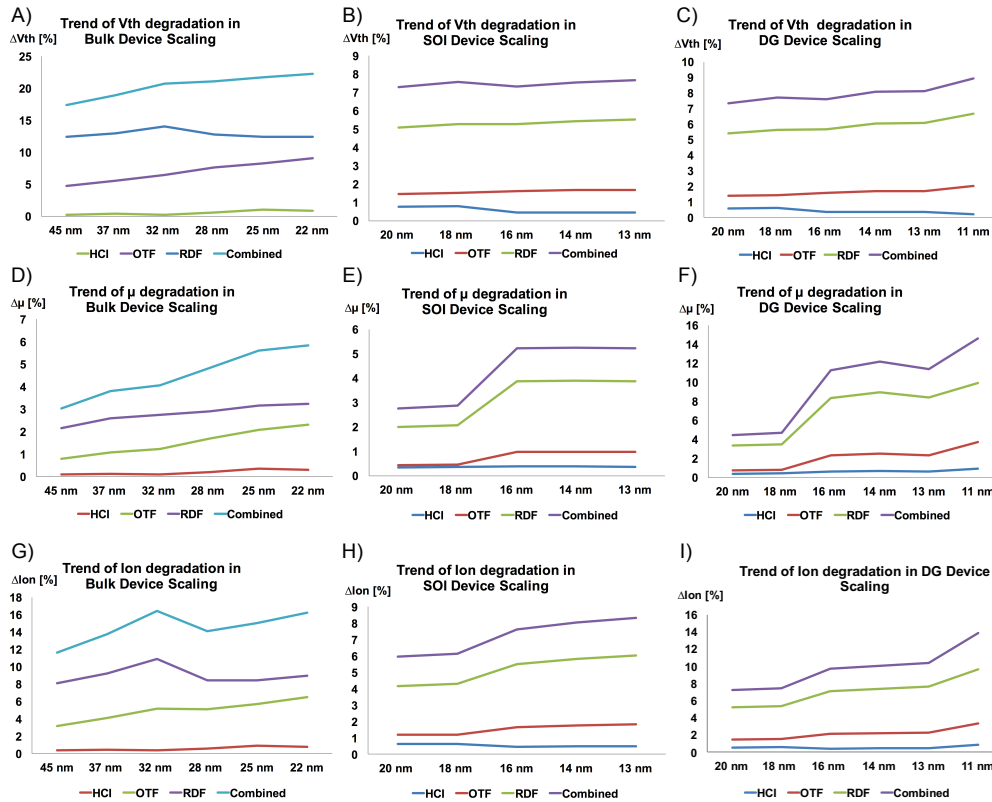 A)
Trend of Vth degradation in
Bulk Device Scaling
ΔVth [%]
25
20
15
10
5
0
45 nm 37 nm 32 nm 28 nm 25 nm 22 nm
HCI OTF RDF Combined
B)
Trend of Vth degradation in
SOI Device Scaling
ΔVth [%]
9
8
7
6
5
4
3
2
1
0
20 nm 18 nm 16 nm 14 nm 13 nm
HCI OTF RDF Combined
C)
Trend of Vth degradation in
DG Device Scaling
ΔVth [%]
10
9
8
7
6
5
4
3
2
1
0
20 nm 18 nm 16 nm 14 nm 13 nm 11 nm
HCI OTF RDF Combined
D)
Trend of μ degradation in
Bulk Device Scaling
Δμ [%]
7
6
5
4
3
2
1
0
45 nm 37 nm 32 nm 28 nm 25 nm 22 nm
HCI OTF RDF Combined
E)
Trend of μ degradation in
SOI Device Scaling
Δμ [%]
6
5
4
3
2
1
0
20 nm 18 nm 16 nm 14 nm 13 nm
HCI OTF RDF Combined
F)
Trend of μ degradation in
DG Device Scaling
Δμ [%]
16
14
12
10
8
6
4
2
0
20 nm 18 nm 16 nm 14 nm 13 nm 11 nm
HCI OTF RDF Combined
G)
Trend of Ion degradation in
Bulk Device Scaling
ΔIon [%]
18
16
14
12
10
8
6
4
2
0
45 nm 37 nm 32 nm 28 nm 25 nm 22 nm
HCI OTF RDF Combined
H)
Trend of Ion degradation in
SOI Device Scaling
ΔIon [%]
9
8
7
6
5
4
3
2
1
0
20 nm 18 nm 16 nm 14 nm 13 nm
HCI OTF RDF Combined
I)
Trend of Ion degradation in DG Device
Scaling
ΔIon [%]
16
14
12
10
8
6
4
2
0
20 nm 18 nm 16 nm 14 nm 13 nm 11 nm
HCI OTF RDF Combined